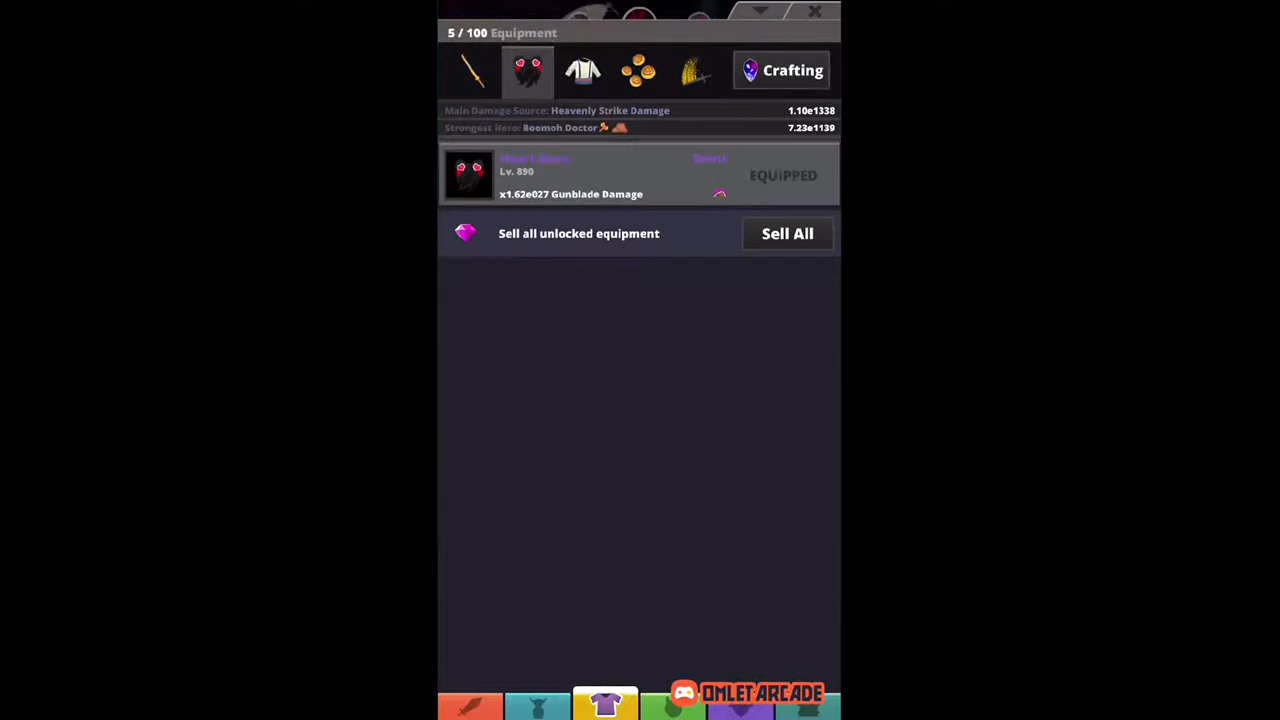 5 / 100 Equipment
Crafting
Main Damage Source: Heavenly Strike Damage 1.10e1338
Strongest Hero: Boomoh Doctor 7.23e1139
Lv. 890
EQUIPPED
x1.62e027 Gunblade Damage
Sell all unlocked equipment
Sell All
OMLET ARCADE